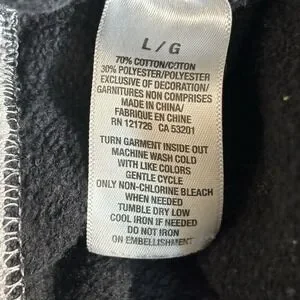 L / G
70% COTTON/COTON
30% POLYESTER/POLYESTER
EXCLUSIVE OF DECORATION/
GARNITURES NON COMPRISES
MADE IN CHINA/
FABRIQUE EN CHINE
RN 121726 CA 53201
TURN GARMENT INSIDE OUT
MACHINE WASH COLD
WITH LIKE COLORS
GENTLE CYCLE
ONLY NON-CHLORINE BLEACH
WHEN NEEDED
TUMBLE DRY LOW
COOL IRON IF NEEDED
DO NOT IRON
ON EMBELLISHMENT